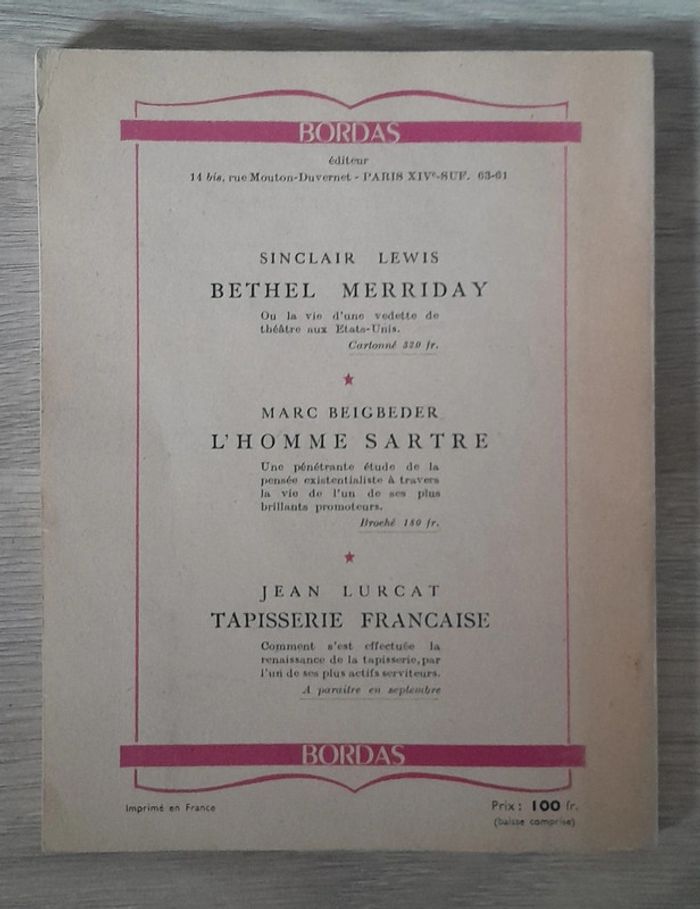 BORDAS
éditeur
14 bis, rue Mouton-Duvernet - PARIS XIVe-SUF. 63-61
SINCLAIR LEWIS
BETHEL MERRIDAY
Ou la vie d'une vedette de
théâtre aux Etats-Unis.
Cartonné 320 fr.
MARC BEIGBEDER
L'HOMME SARTRE
Une pénétrante étude de la
pensée existentialiste à travers
la vie de l'un de ses plus
brillants promoteurs.
Broché 180 fr.
JEAN LURCAT
TAPISSERIE FRANCAISE
Comment s'est effectuée la
renaissance de la tapisserie, par
l'un de ses plus actifs serviteurs.
A paraitre en septembre
BORDAS
Imprimé en France
Prix : 100 fr.
(baisse comprise)